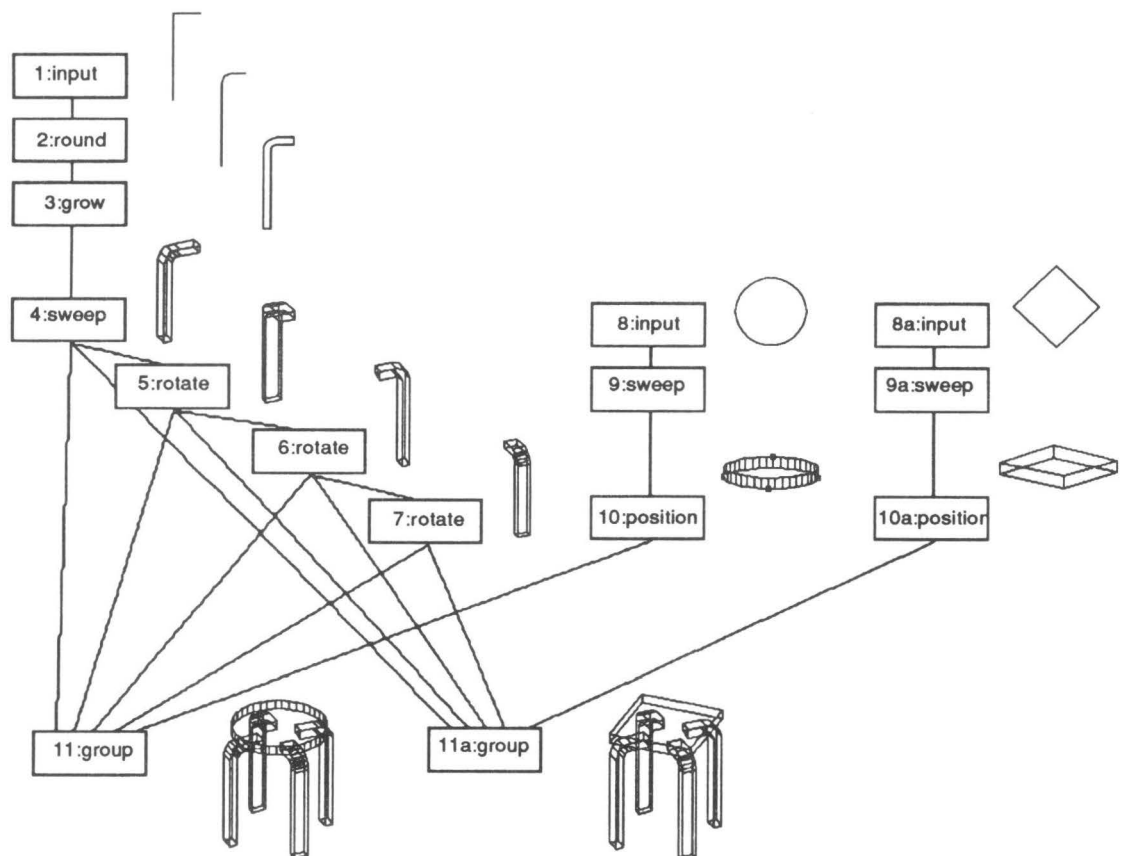 1:input
2:round
3:grow
4:sweep
5:rotate
6:rotate
7:rotate
8:input
9:sweep
10:position
8a:input
9a:sweep
10a:position
11:group
11a:group